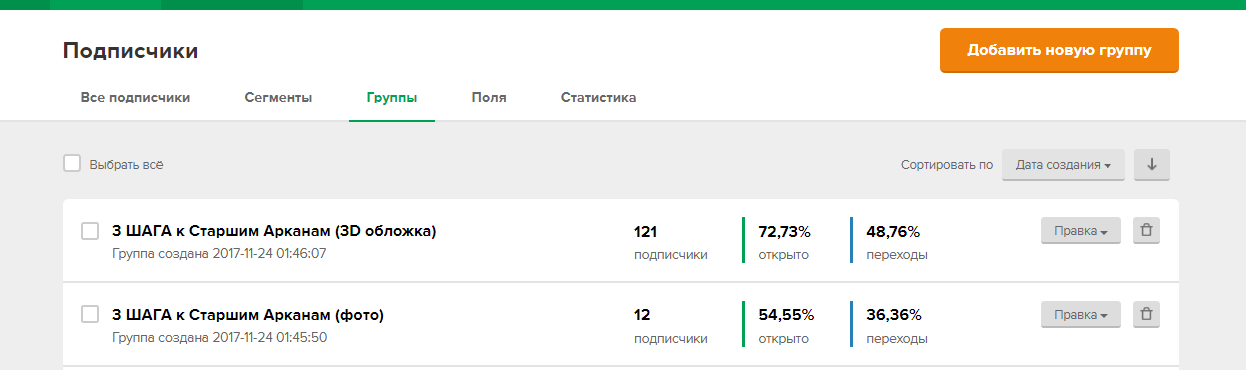 Подписчики
Добавить новую группу
Все подписчики Сегменты Группы Поля Статистика
Выбрать всё
Сортировать по Дата создания
3 ШАГА к Старшим Арканам (3D обложка)
Группа создана 2017-11-24 01:46:07
121
подписчики
72,73%
открыто
48,76%
переходы
Правка
3 ШАГА к Старшим Арканам (фото)
Группа создана 2017-11-24 01:45:50
12
подписчики
54,55%
открыто
36,36%
переходы
Правка